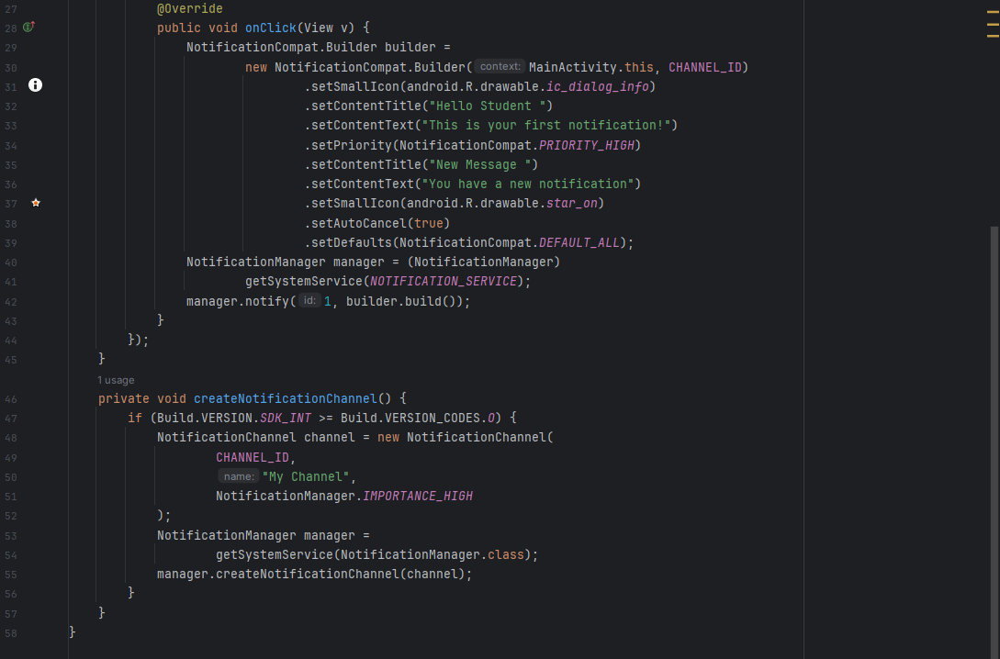 27 @Override
28 public void onClick(View v) {
29 NotificationCompat.Builder builder =
30 new NotificationCompat.Builder( context: MainActivity.this, CHANNEL_ID)
31 .setSmallIcon(android.R.drawable.ic_dialog_info)
32 .setContentTitle("Hello Student ")
33 .setContentText("This is your first notification!")
34 .setPriority(NotificationCompat.PRIORITY_HIGH)
35 .setContentTitle("New Message ")
36 .setContentText("You have a new notification")
37 .setSmallIcon(android.R.drawable.star_on)
38 .setAutoCancel(true)
39 .setDefaults(NotificationCompat.DEFAULT_ALL);
40 NotificationManager manager = (NotificationManager)
41 getSystemService(NOTIFICATION_SERVICE);
42 manager.notify( id: 1, builder.build());
43 }
44 });
45 }
1 usage
46 private void createNotificationChannel() {
47 if (Build.VERSION.SDK_INT >= Build.VERSION_CODES.O) {
48 NotificationChannel channel = new NotificationChannel(
49 CHANNEL_ID,
50 name: "My Channel",
51 NotificationManager.IMPORTANCE_HIGH
52 );
53 NotificationManager manager =
54 getSystemService(NotificationManager.class);
55 manager.createNotificationChannel(channel);
56 }
57 }
58 }